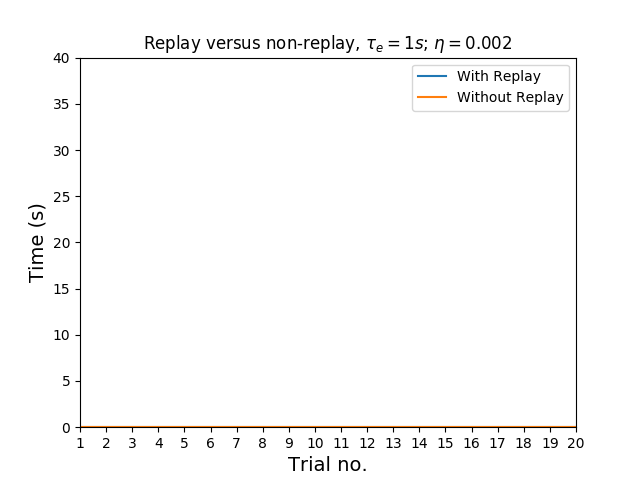 Replay versus non-replay, τₑ = 1s; η = 0.002
With Replay
Without Replay
Time (s)
40
35
30
25
20
15
10
5
0
1 2 3 4 5 6 7 8 9 10 11 12 13 14 15 16 17 18 19 20
Trial no.